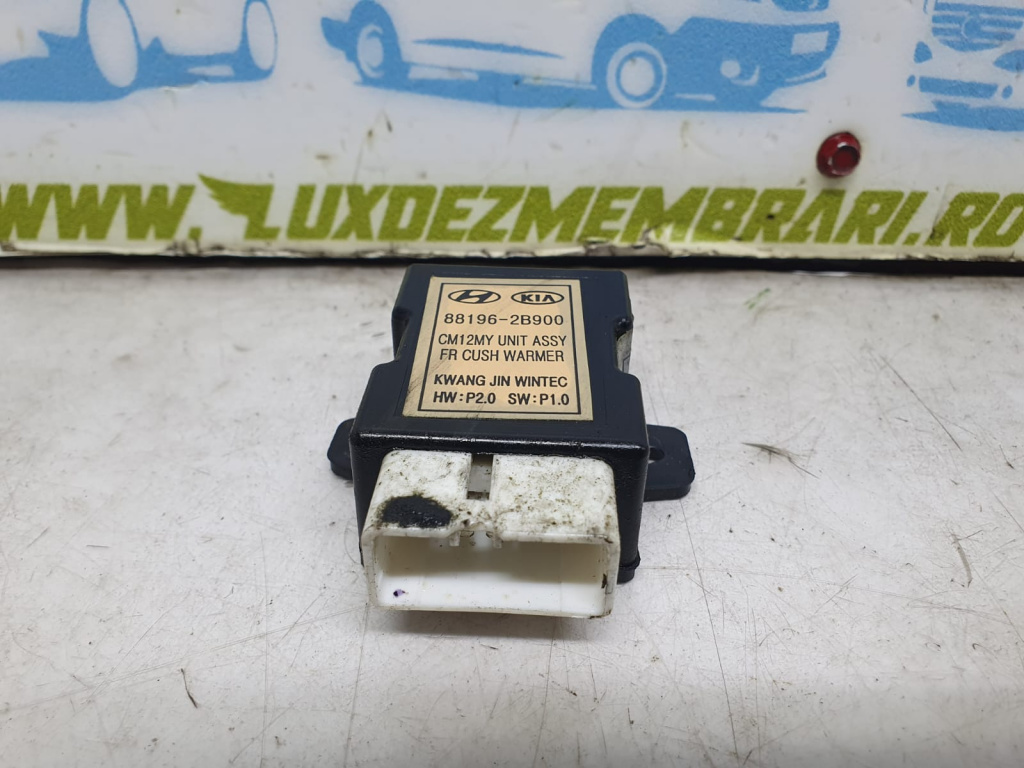 WWW.LUXDEZMEMBRARI.RO
KIA
88196-2B900
CM12MY UNIT ASSY
FR CUSH WARMER
KWANG JIN WINTEC
HW:P2.0 SW:P1.0